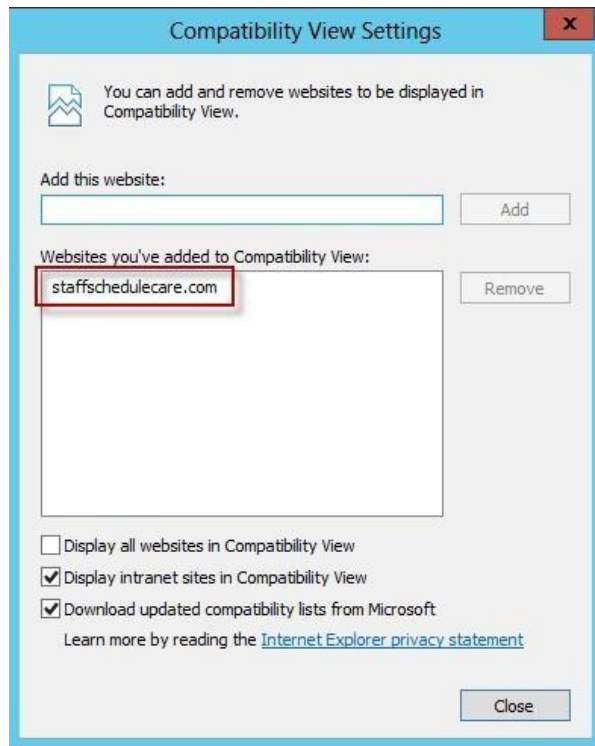 Compatibility View Settings
x
You can add and remove websites to be displayed in
Compatibility View.
Add this website:
Add
Websites you've added to Compatibility View:
staffschedulecare.com
Remove
Display all websites in Compatibility View
Display intranet sites in Compatibility View
Download updated compatibility lists from Microsoft
Learn more by reading the Internet Explorer privacy statement
Close